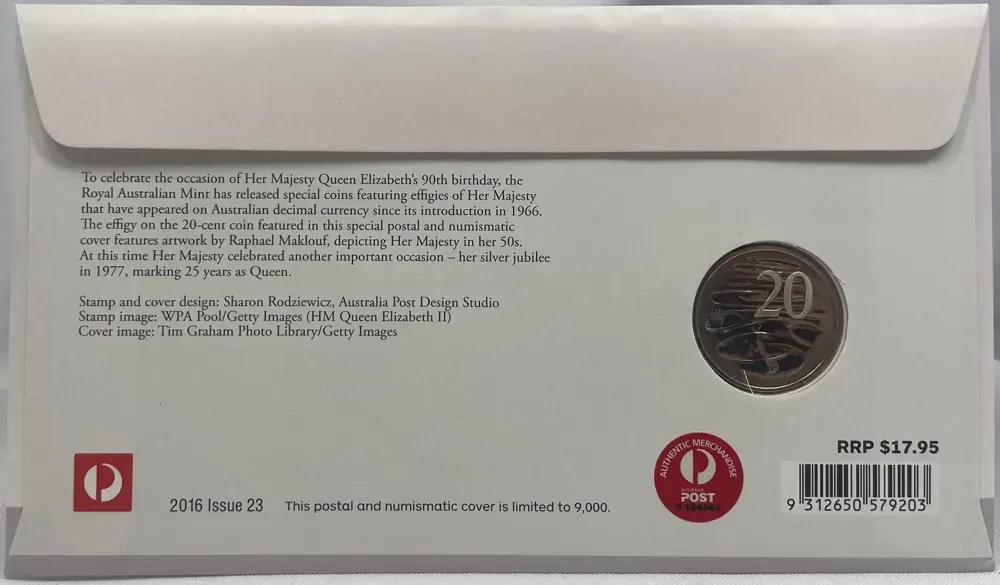 To celebrate the occasion of Her Majesty Queen Elizabeth's 90th birthday, the
Royal Australian Mint has released special coins featuring effigies of Her Majesty
that have appeared on Australian decimal currency since its introduction in 1966.
The effigy on the 20-cent coin featured in this special postal and numismatic
cover features artwork by Raphael Maklouf, depicting Her Majesty in her 50s.
At this time Her Majesty celebrated another important occasion – her silver jubilee
in 1977, marking 25 years as Queen.
Stamp and cover design: Sharon Rodziewicz, Australia Post Design Studio
Stamp image: WPA Pool/Getty Images (HM Queen Elizabeth II)
Cover image: Tim Graham Photo Library/Getty Images
20
2016 Issue 23
This postal and numismatic cover is limited to 9,000.
AUTHENTIC MERCHANDISE
AUSTRALIA
POST
RRP $17.95
9 312650 579203